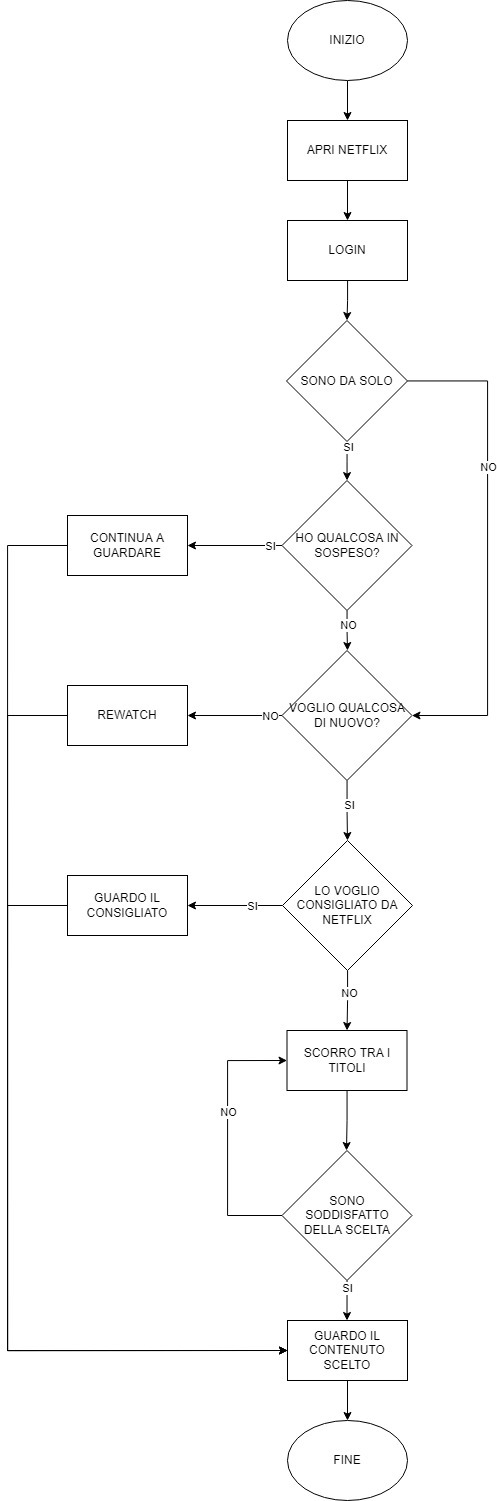 INIZIO
APRI NETFLIX
LOGIN
SONO DA SOLO
SI
NO
CONTINUA A
GUARDARE
SI
HO QUALCOSA IN
SOSPESO?
NO
REWATCH
NO
VOGLIO QUALCOSA
DI NUOVO?
SI
GUARDO IL
CONSIGLIATO
SI
LO VOGLIO
CONSIGLIATO DA
NETFLIX
NO
SCORRO TRA I
TITOLI
NO
SONO
SODDISFATTO
DELLA SCELTA
SI
GUARDO IL
CONTENUTO
SCELTO
FINE